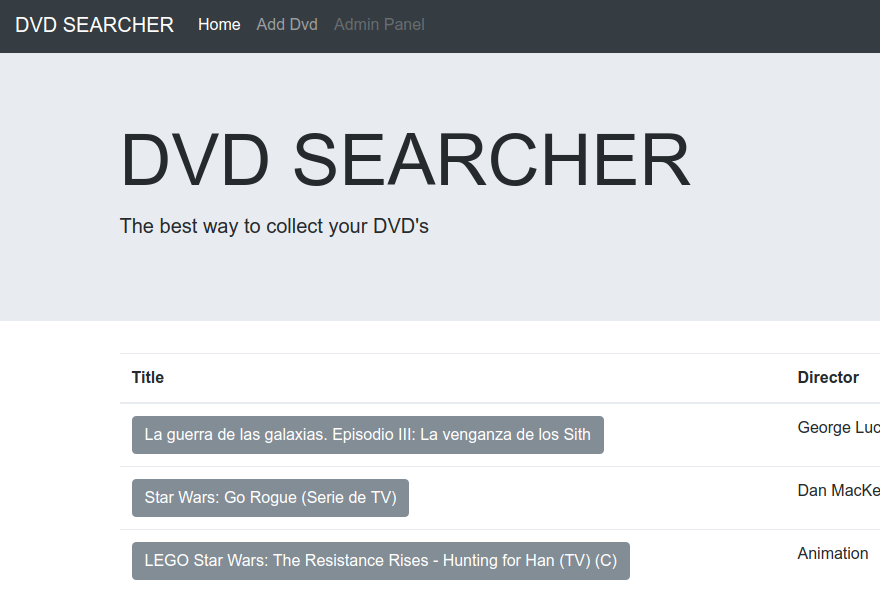 DVD SEARCHER Home Add Dvd Admin Panel
DVD SEARCHER
The best way to collect your DVD's
Title Director
La guerra de las galaxias. Episodio III: La venganza de los Sith George Luc
Star Wars: Go Rogue (Serie de TV) Dan MacKe
LEGO Star Wars: The Resistance Rises - Hunting for Han (TV) (C) Animation